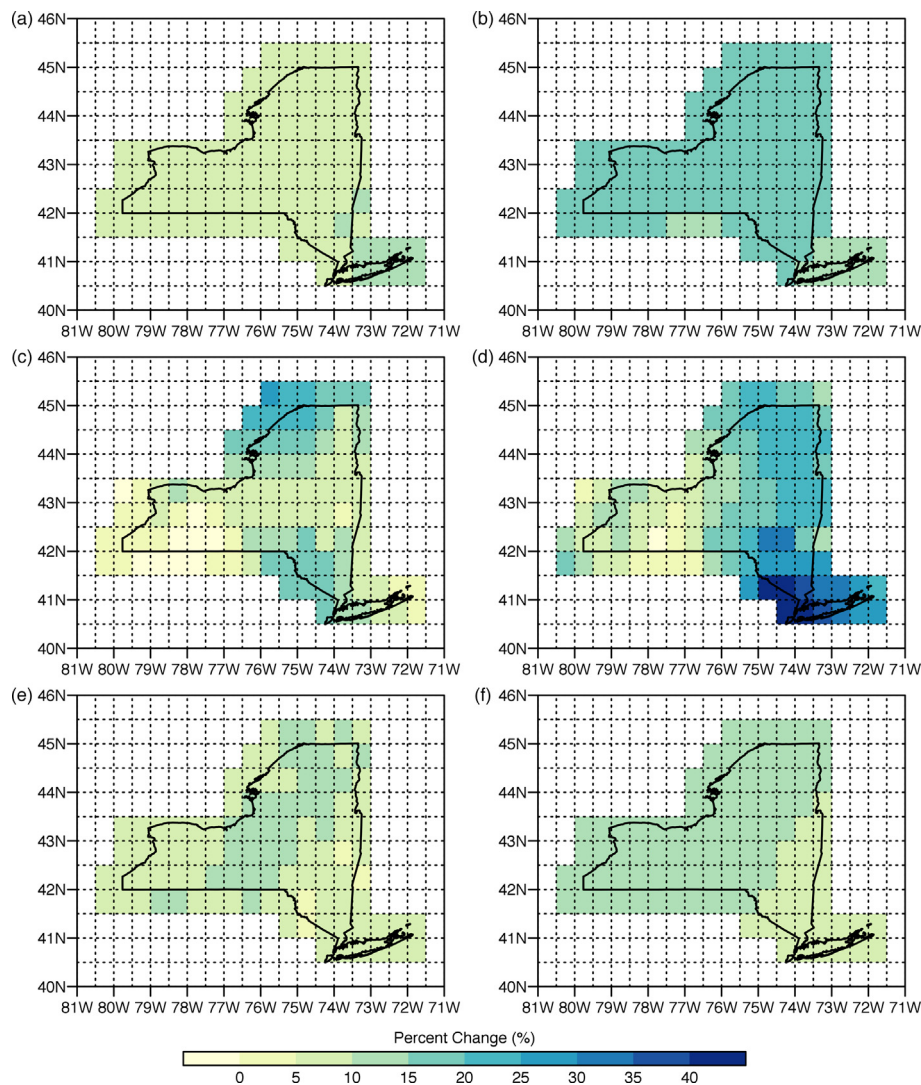 (a) (b)
46N 46N
45N 45N
44N 44N
43N 43N
42N 42N
41N 41N
40N 40N
81W 80W 79W 78W 77W 76W 75W 74W 73W 72W 71W 81W 80W 79W 78W 77W 76W 75W 74W 73W 72W 71W
(c) (d)
46N 46N
45N 45N
44N 44N
43N 43N
42N 42N
41N 41N
40N 40N
81W 80W 79W 78W 77W 76W 75W 74W 73W 72W 71W 81W 80W 79W 78W 77W 76W 75W 74W 73W 72W 71W
(e) (f)
46N 46N
45N 45N
44N 44N
43N 43N
42N 42N
41N 41N
40N 40N
81W 80W 79W 78W 77W 76W 75W 74W 73W 72W 71W 81W 80W 79W 78W 77W 76W 75W 74W 73W 72W 71W
Percent Change (%)
0 5 10 15 20 25 30 35 40